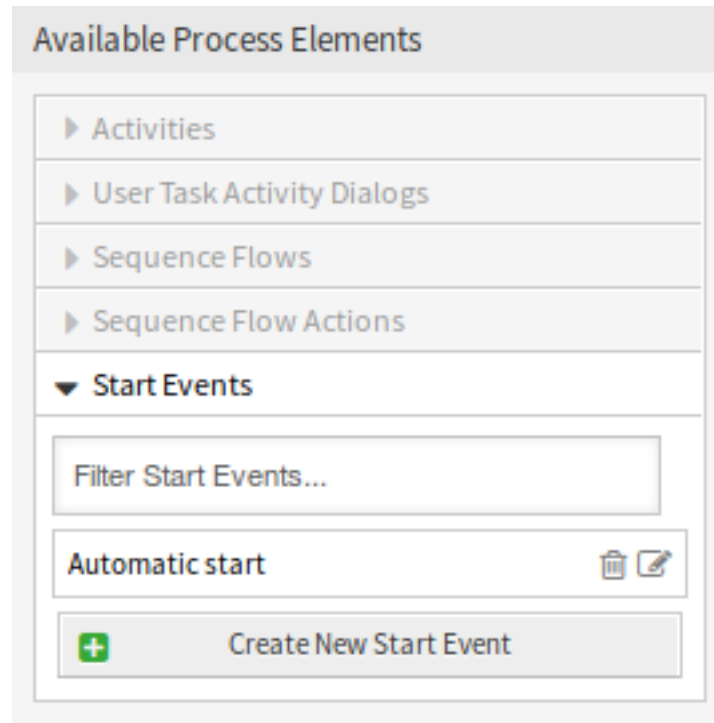 Available Process Elements
Activities
User Task Activity Dialogs
Sequence Flows
Sequence Flow Actions
Start Events
Filter Start Events...
Automatic start
Create New Start Event